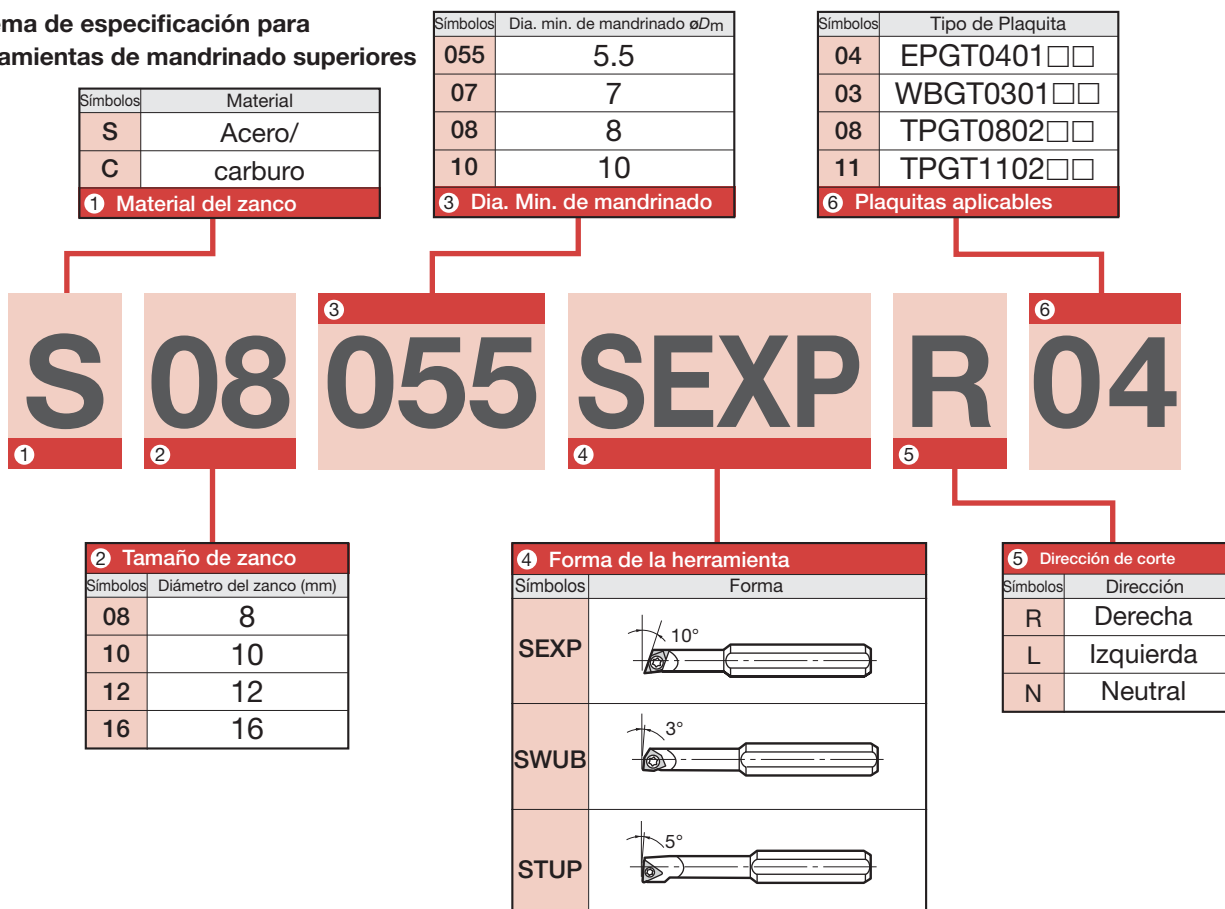 ema de especificación para
amientas de mandrinado superiores
Símbolos Material
S Acero/
C carburo
① Material del zanco
Símbolos Dia. min. de mandrinado øDm
055 5.5
07 7
08 8
10 10
③ Dia. Min. de mandrinado
Símbolos Tipo de Plaquita
04 EPGT0401□□
03 WBGT0301□□
08 TPGT0802□□
11 TPGT1102□□
⑥ Plaquitas aplicables
③ ⑥
S 08 055 SEXP R 04
① ② ④ ⑤
② Tamaño de zanco
Símbolos Diámetro del zanco (mm)
08 8
10 10
12 12
16 16
④ Forma de la herramienta
Símbolos Forma
SEXP 10°
SWUB 3°
STUP 5°
⑤ Dirección de corte
Símbolos Dirección
R Derecha
L Izquierda
N Neutral